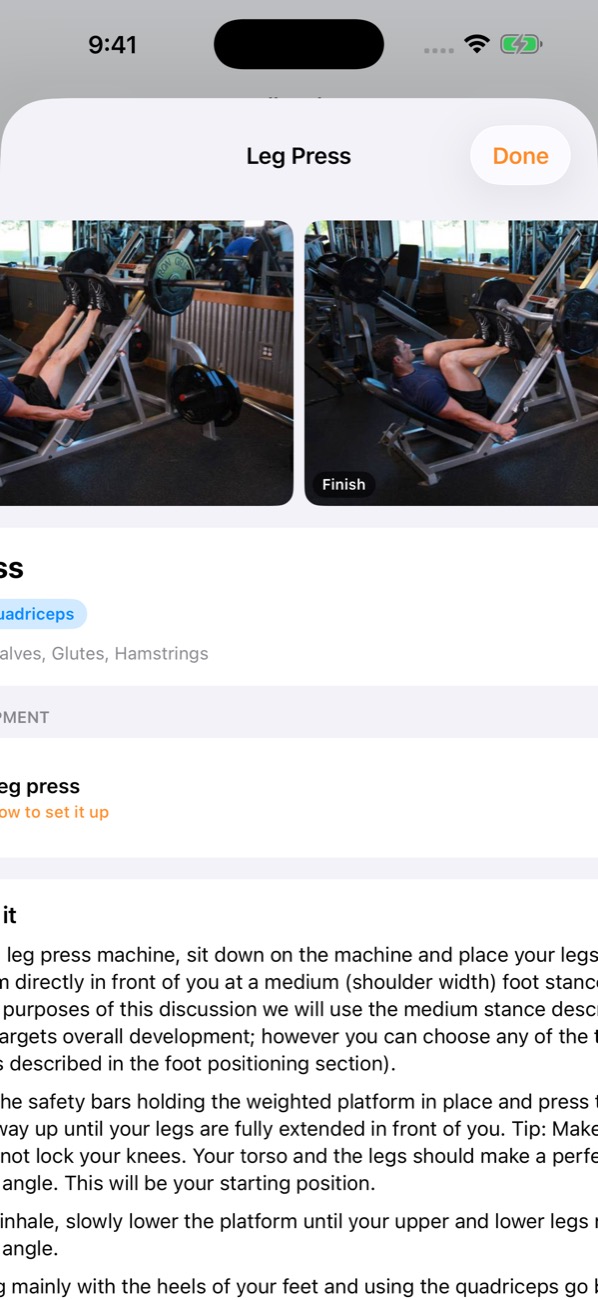 9:41
Leg Press
Done
Finish
ss
uadriceps
alves, Glutes, Hamstrings
PMENT
eg press
ow to set it up
it
leg press machine, sit down on the machine and place your legs
m directly in front of you at a medium (shoulder width) foot stance
purposes of this discussion we will use the medium stance desc
argets overall development; however you can choose any of the t
s described in the foot positioning section).
he safety bars holding the weighted platform in place and press t
way up until your legs are fully extended in front of you. Tip: Make
not lock your knees. Your torso and the legs should make a perfe
angle. This will be your starting position.
inhale, slowly lower the platform until your upper and lower legs
angle.
g mainly with the heels of your feet and using the quadriceps go b